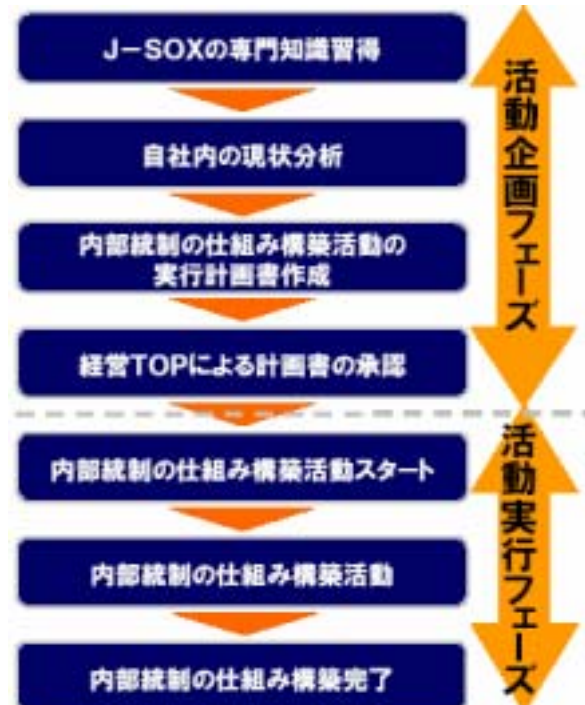 J－SOXの専門知識習得
自社内の現状分析
内部統制の仕組み構築活動の
実行計画書作成
経営TOPによる計画書の承認
活動企画フェーズ
内部統制の仕組み構築活動スタート
内部統制の仕組み構築活動
内部統制の仕組み構築完了
活動実行フェーズ